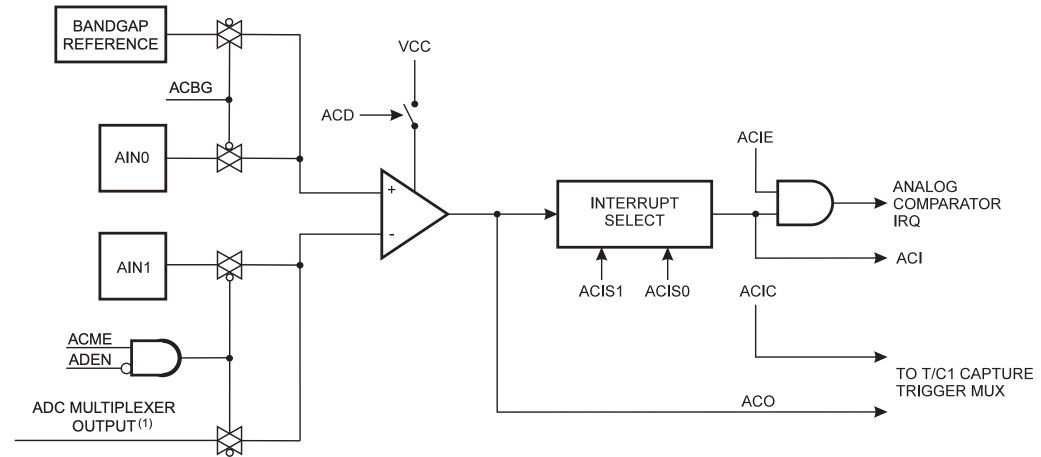 BANDGAP
REFERENCE
VCC
ACBG
ACD
AIN0
ACIE
+
-
INTERRUPT
SELECT
ANALOG
COMPARATOR
IRQ
AIN1
ACI
ACIS1
ACIS0
ACIC
ACME
ADEN
TO T/C1 CAPTURE
TRIGGER MUX
ADC MULTIPLEXER
OUTPUT(1)
ACO